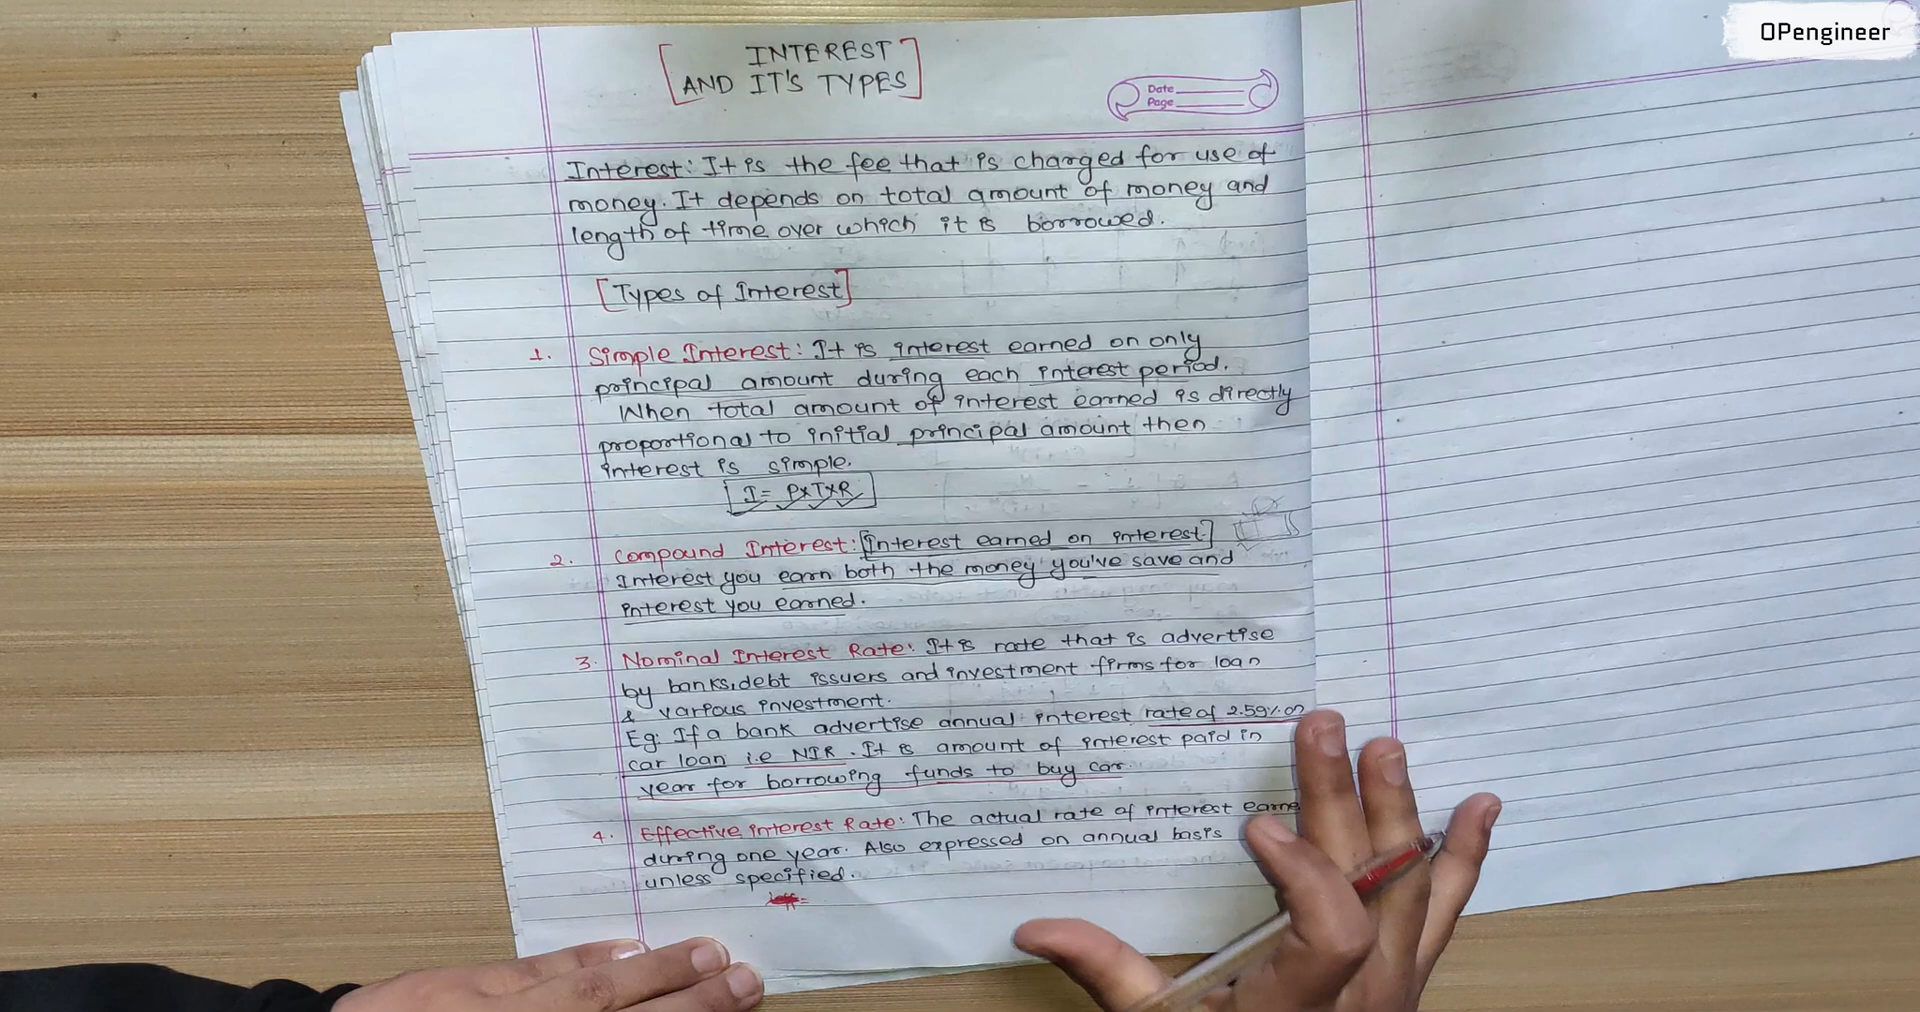 OPengineer
INTEREST
AND IT'S TYPES
Date
Page
Interest: It is the fee that is charged for use of
money. It depends on total amount of money and
length of time over which it is borrowed.
[Types of Interest]
1. Simple Interest: It is interest earned on only
principal amount during each interest period.
When total amount of interest earned is directly
proportional to initial principal amount then
interest is simple.
I = P×T×R
2. Compound Interest: [Interest earned on interest.]
Interest you earn both the money you've save and
interest you earned.
3. Nominal Interest Rate: It is rate that is advertise
by banks, debt issuers and investment firms for loan
& various investment.
Eg: If a bank advertise annual interest rate of 2.59% on
car loan i.e NIR. It is amount of interest paid in
year for borrowing funds to buy car.
4. Effective interest Rate: The actual rate of interest earne
during one year. Also expressed on annual basis
unless specified.